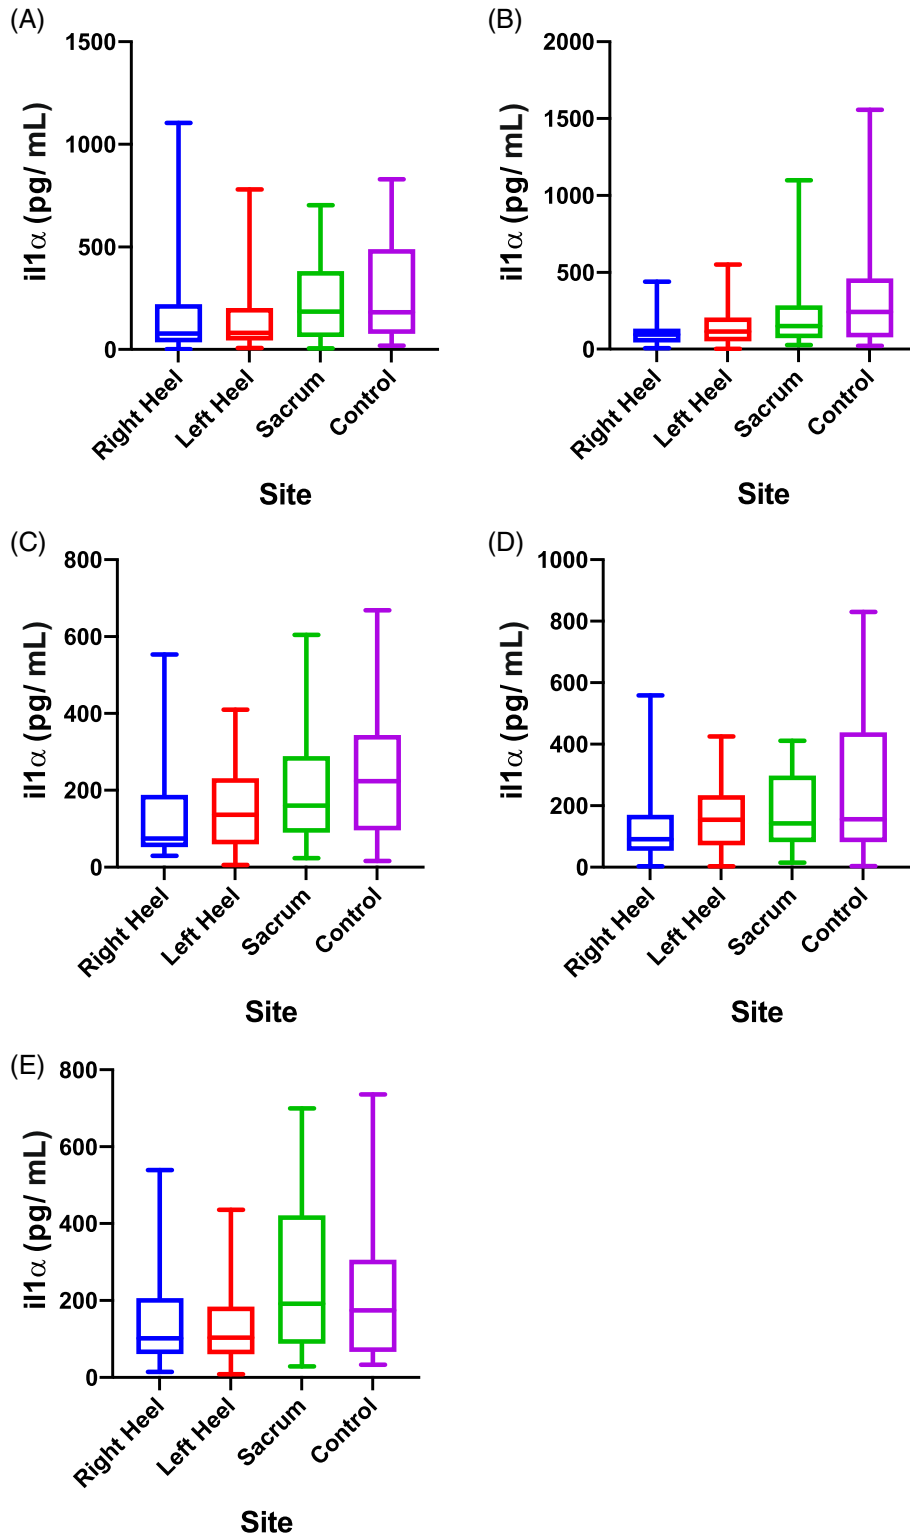 (A)
1500
1000
500
0
il1α (pg/ mL)
Right Heel
Left Heel
Sacrum
Control
Site
(B)
2000
1500
1000
500
0
il1α (pg/ mL)
Right Heel
Left Heel
Sacrum
Control
Site
(C)
800
600
400
200
0
il1α (pg/ mL)
Right Heel
Left Heel
Sacrum
Control
Site
(D)
1000
800
600
400
200
0
il1α (pg/ mL)
Right Heel
Left Heel
Sacrum
Control
Site
(E)
800
600
400
200
0
il1α (pg/ mL)
Right Heel
Left Heel
Sacrum
Control
Site